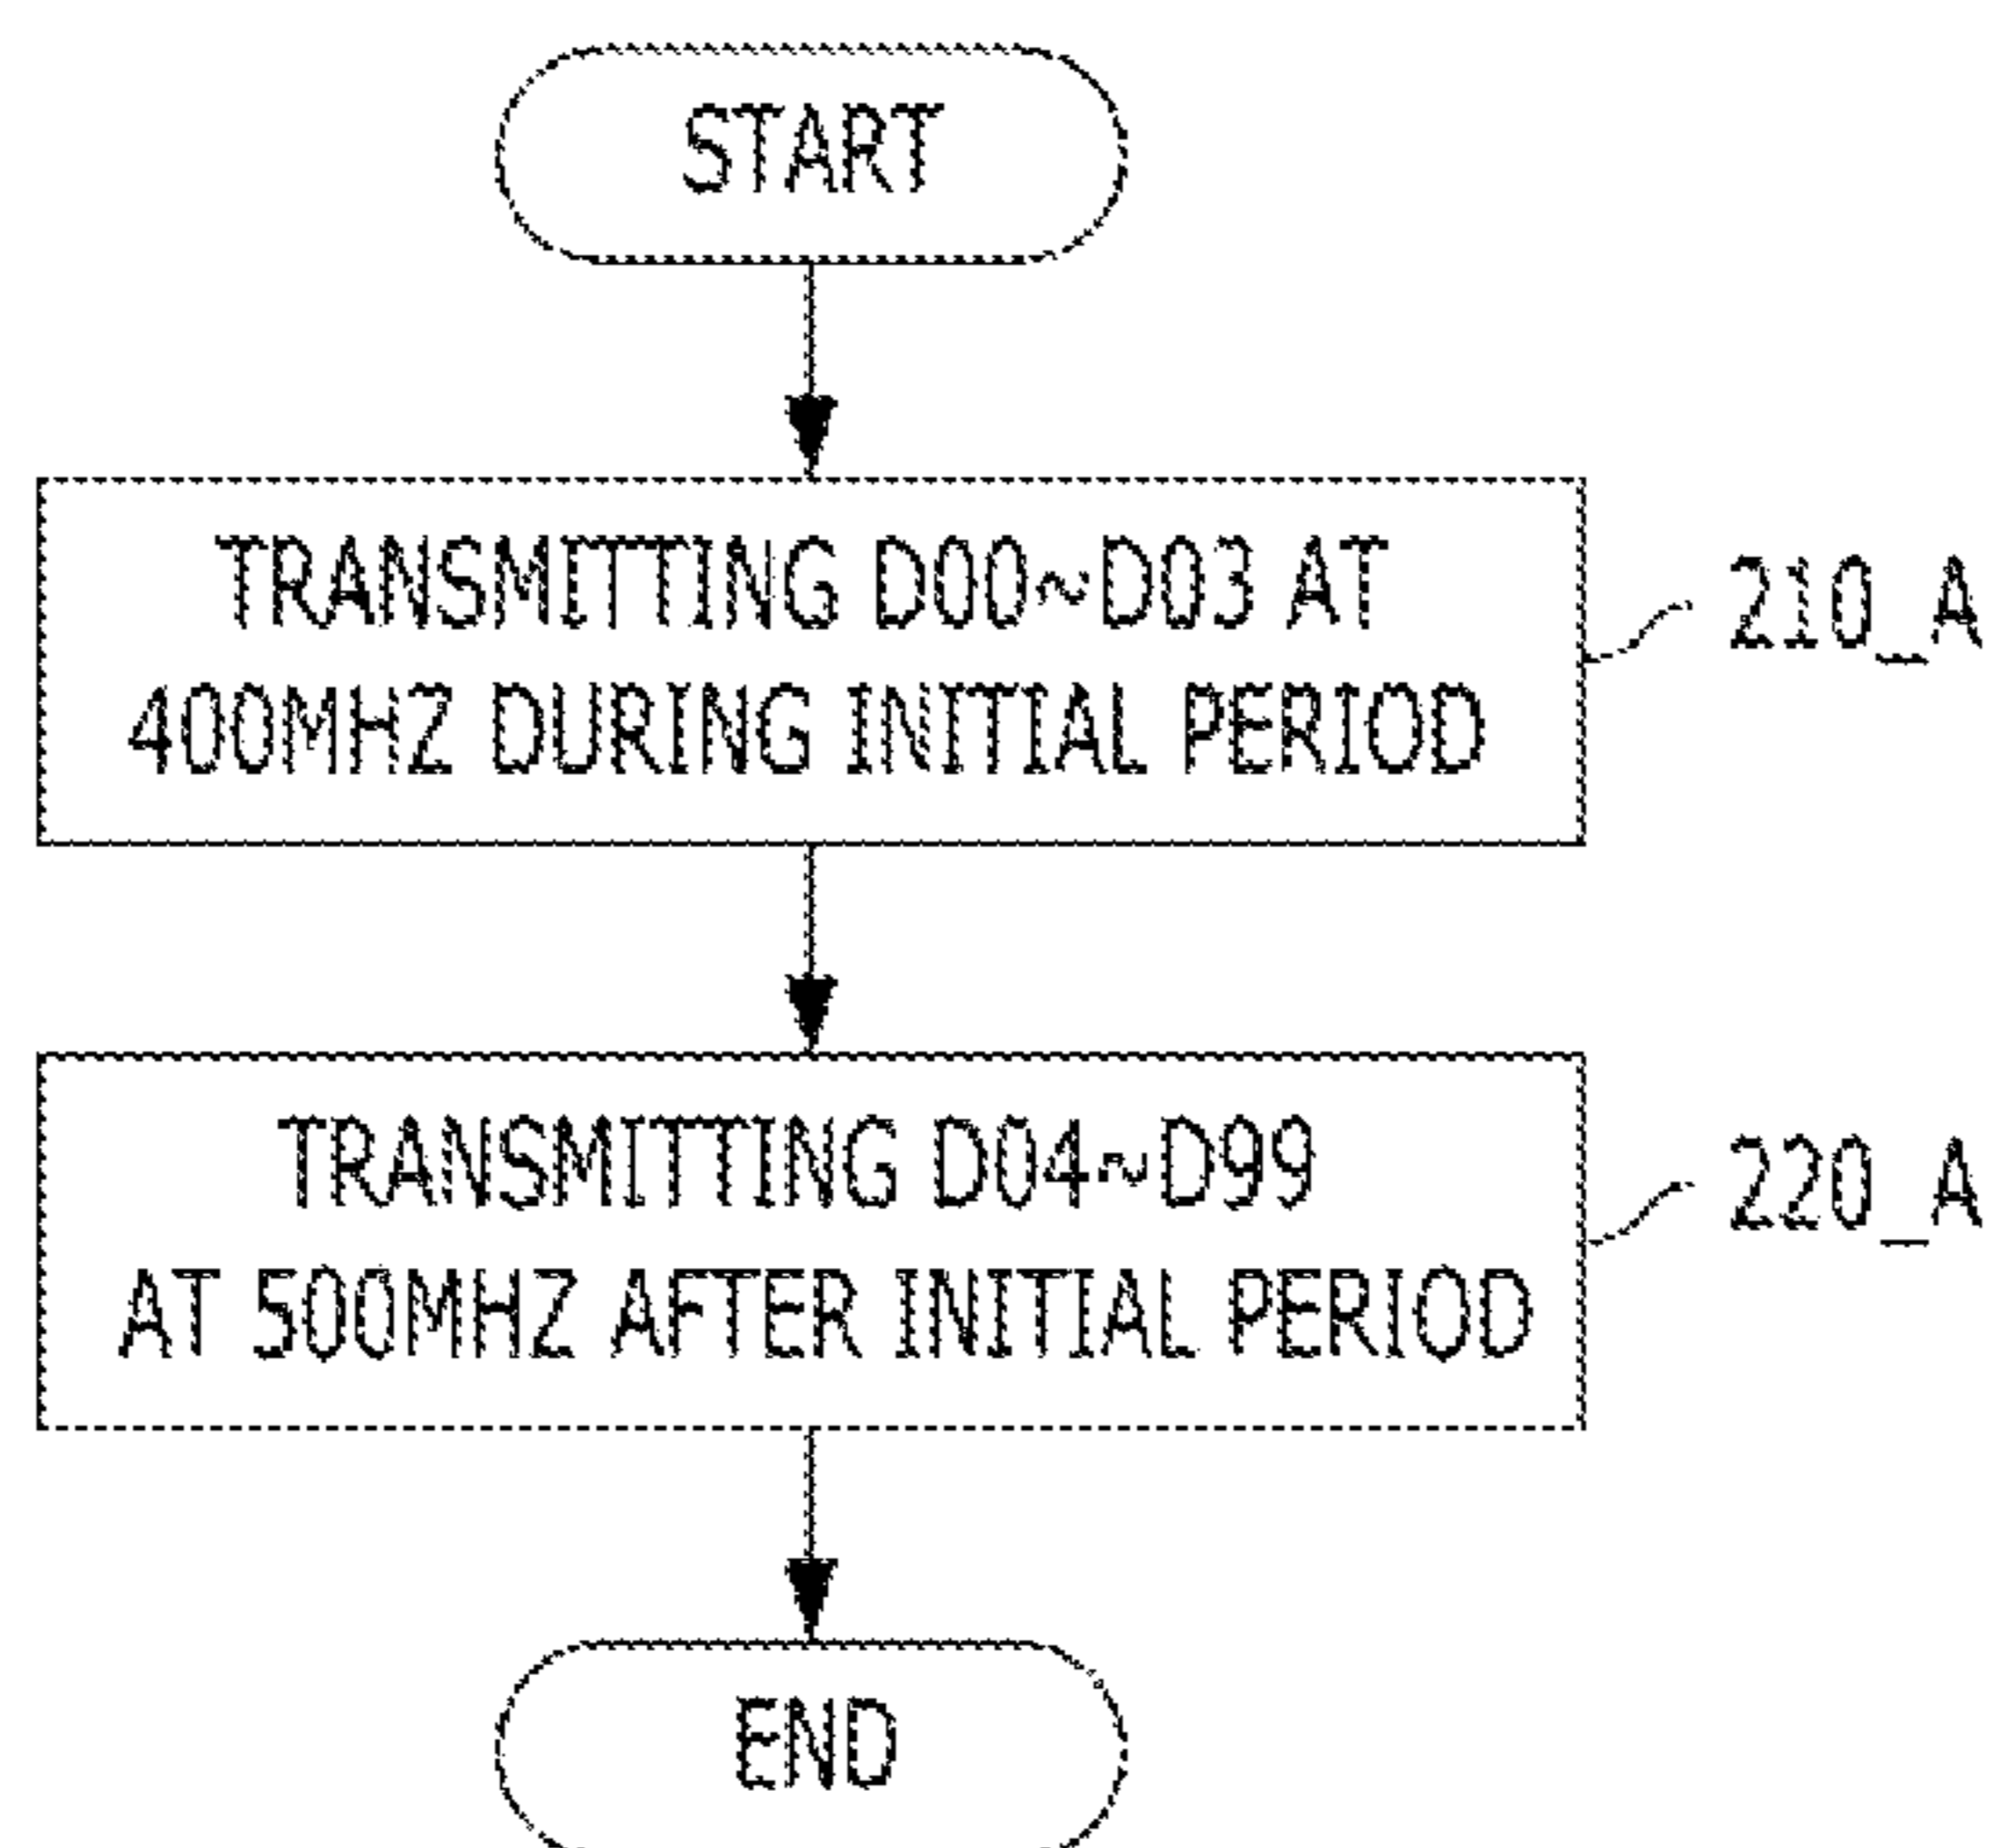 START
TRANSMITTING D00~D03 AT
400MHZ DURING INITIAL PERIOD
210_A
TRANSMITTING D04~D99
AT 500MHZ AFTER INITIAL PERIOD
220_A
END